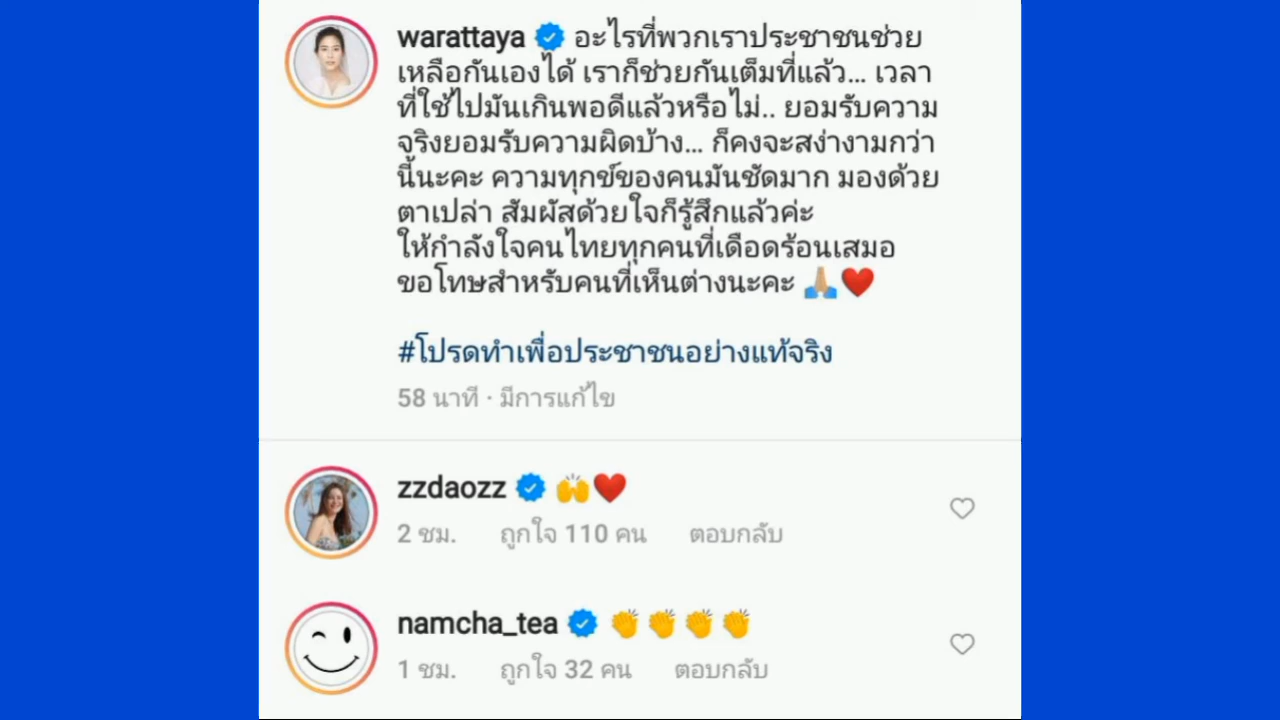 warattaya อะไรที่พวกเราประชาชนช่วย
เหลือกันเองได้ เราก็ช่วยกันเต็มที่แล้ว... เวลา
ที่ใช้ไปมันเกินพอดีแล้วหรือไม่.. ยอมรับความ
จริงยอมรับความผิดบ้าง... ก็คงจะสง่างามกว่า
นี้นะคะ ความทุกข์ของคนมันชัดมาก มองด้วย
ตาเปล่า สัมผัสด้วยใจก็รู้สึกแล้วค่ะ
ให้กำลังใจคนไทยทุกคนที่เดือดร้อนเสมอ
ขอโทษสำหรับคนที่เห็นต่างนะคะ 🙏🏼❤️
#โปรดทำเพื่อประชาชนอย่างแท้จริง
58 นาที · มีการแก้ไข
zzdaozz 🙌❤️
2 ชม. ถูกใจ 110 คน ตอบกลับ
namcha_tea 👏👏👏👏
1 ชม. ถูกใจ 32 คน ตอบกลับ